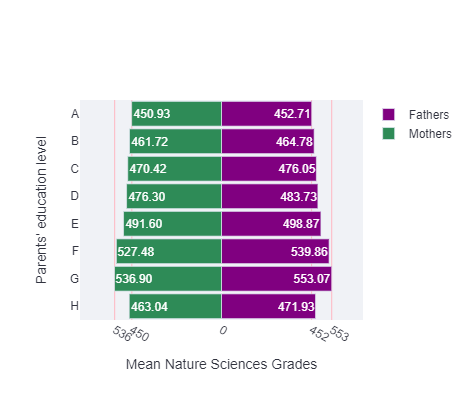 A 450.93 452.71 Fathers
B 461.72 464.78 Mothers
C 470.42 476.05
D 476.30 483.73
E 491.60 498.87
F 527.48 539.86
G 536.90 553.07
H 463.04 471.93
536 450 0 452 553
Mean Nature Sciences Grades
Parents' education level